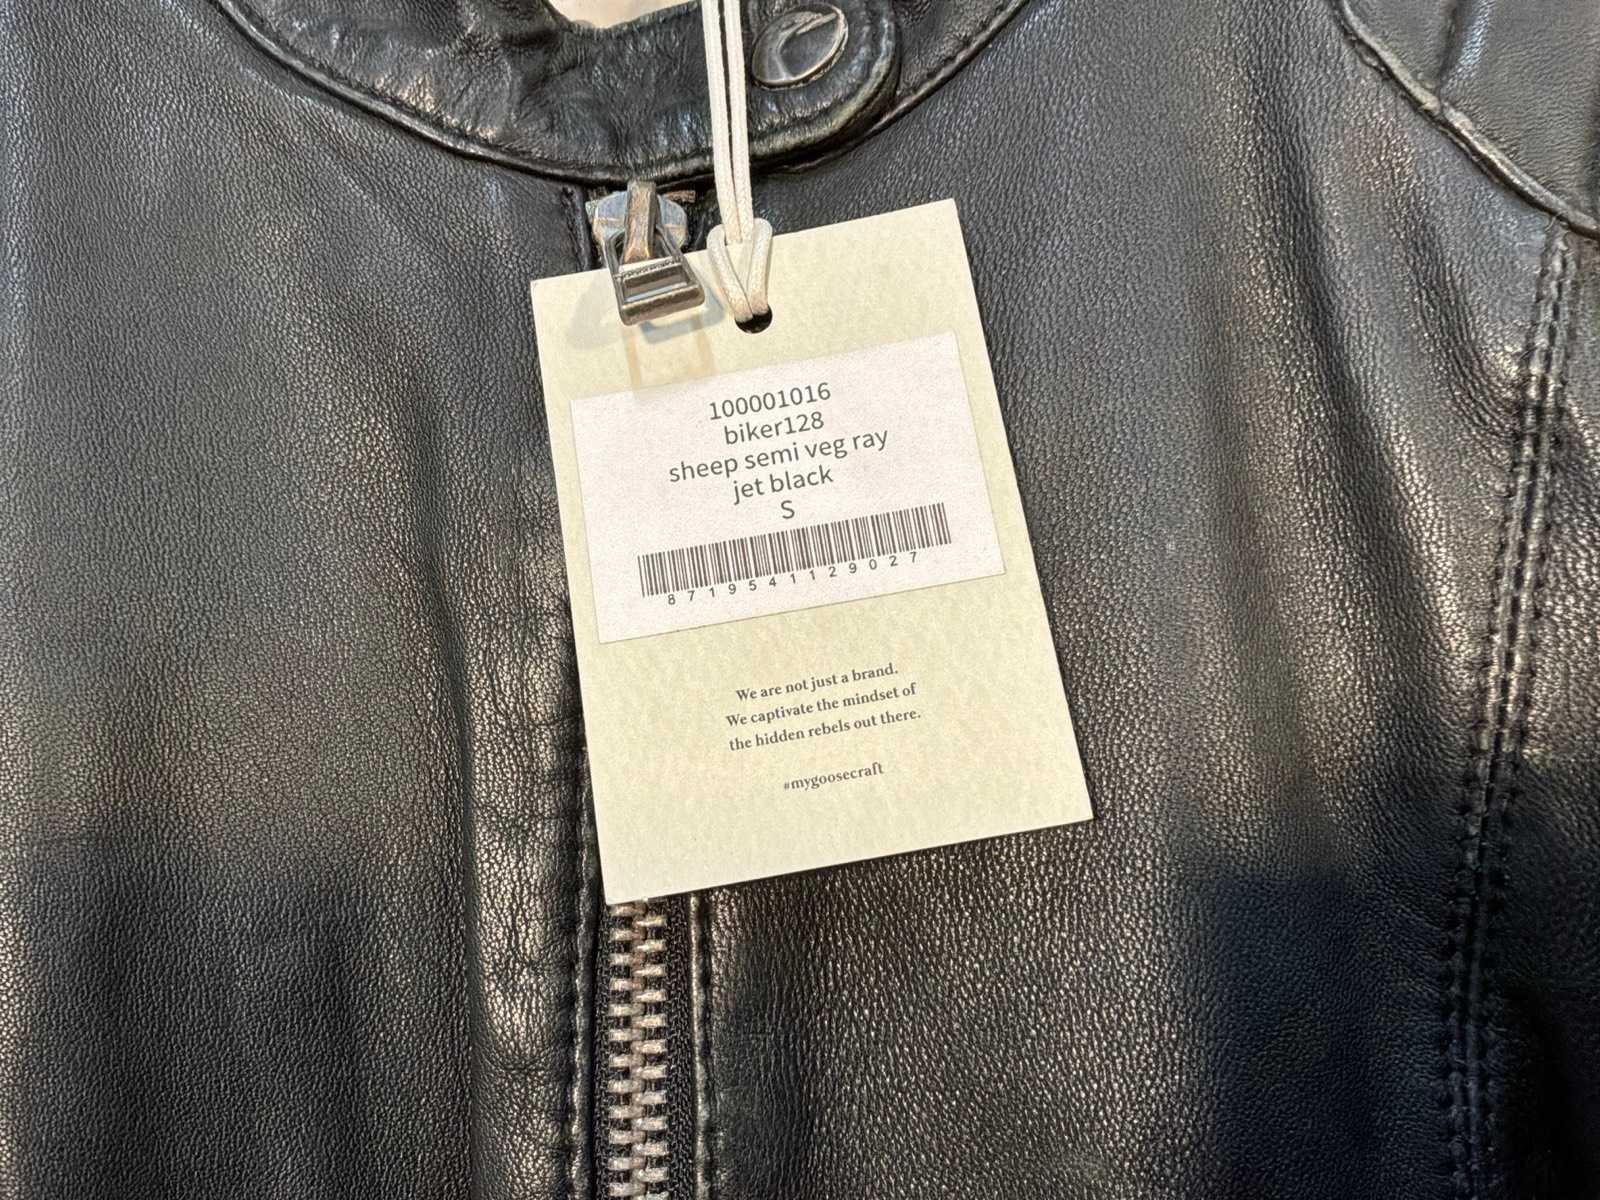 100001016
biker128
sheep semi veg ray
jet black
S
8719541129027
We are not just a brand.
We captivate the mindset of
the hidden rebels out there.
#mygoosecraft